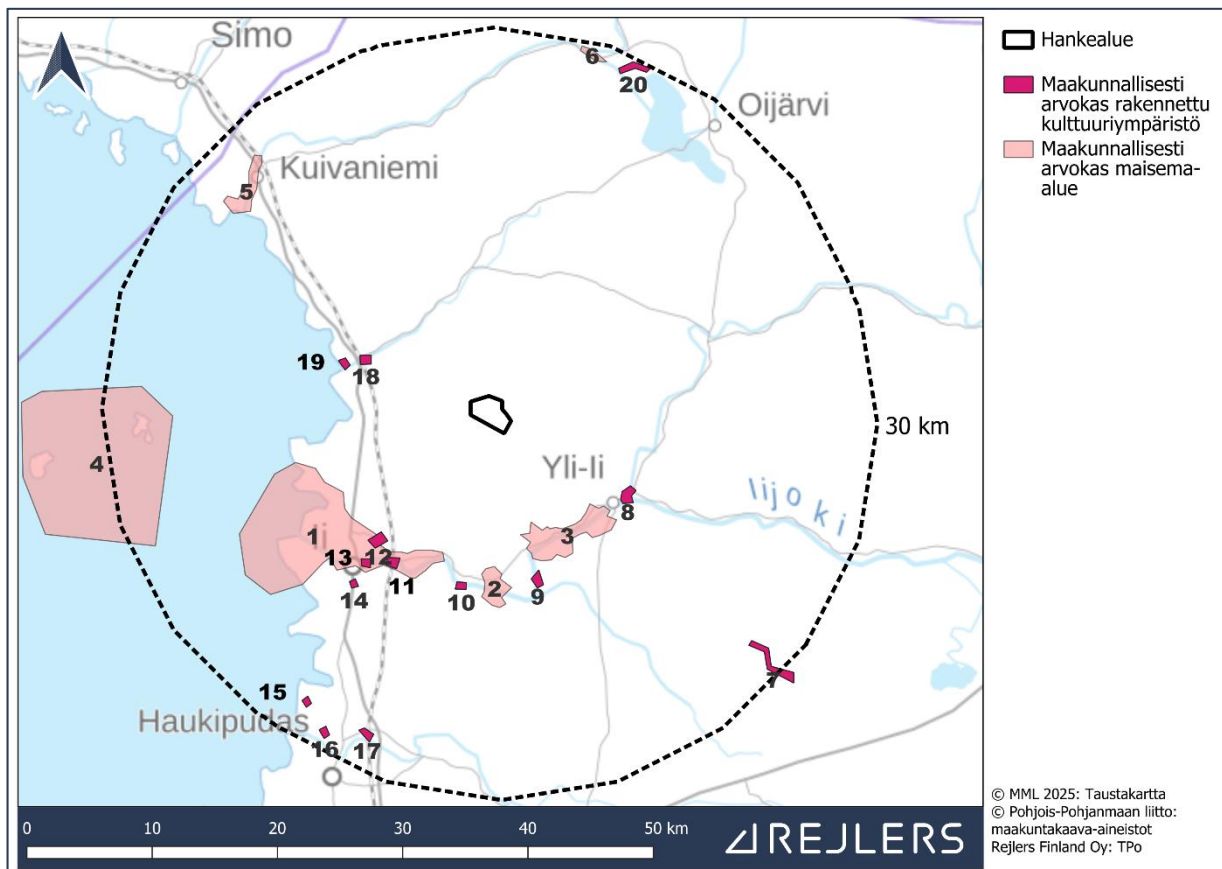 Simo
6
20
Oijärvi
Kuivaniemi
5
19
18
4
30 km
Yli-Ii
Iijoki
8
3
1
Ii
13
12
11
14
10
2
9
7
15
Haukipudas
16
17
Hankealue
Maakunnallisesti
arvokas rakennettu
kulttuuriympäristö
Maakunnallisesti
arvokas maisema-
alue
© MML 2025: Taustakartta
© Pohjois-Pohjanmaan liitto:
maakuntakaava-aineistot
Rejlers Finland Oy: TPo
0 10 20 30 40 50 km
REJLERS